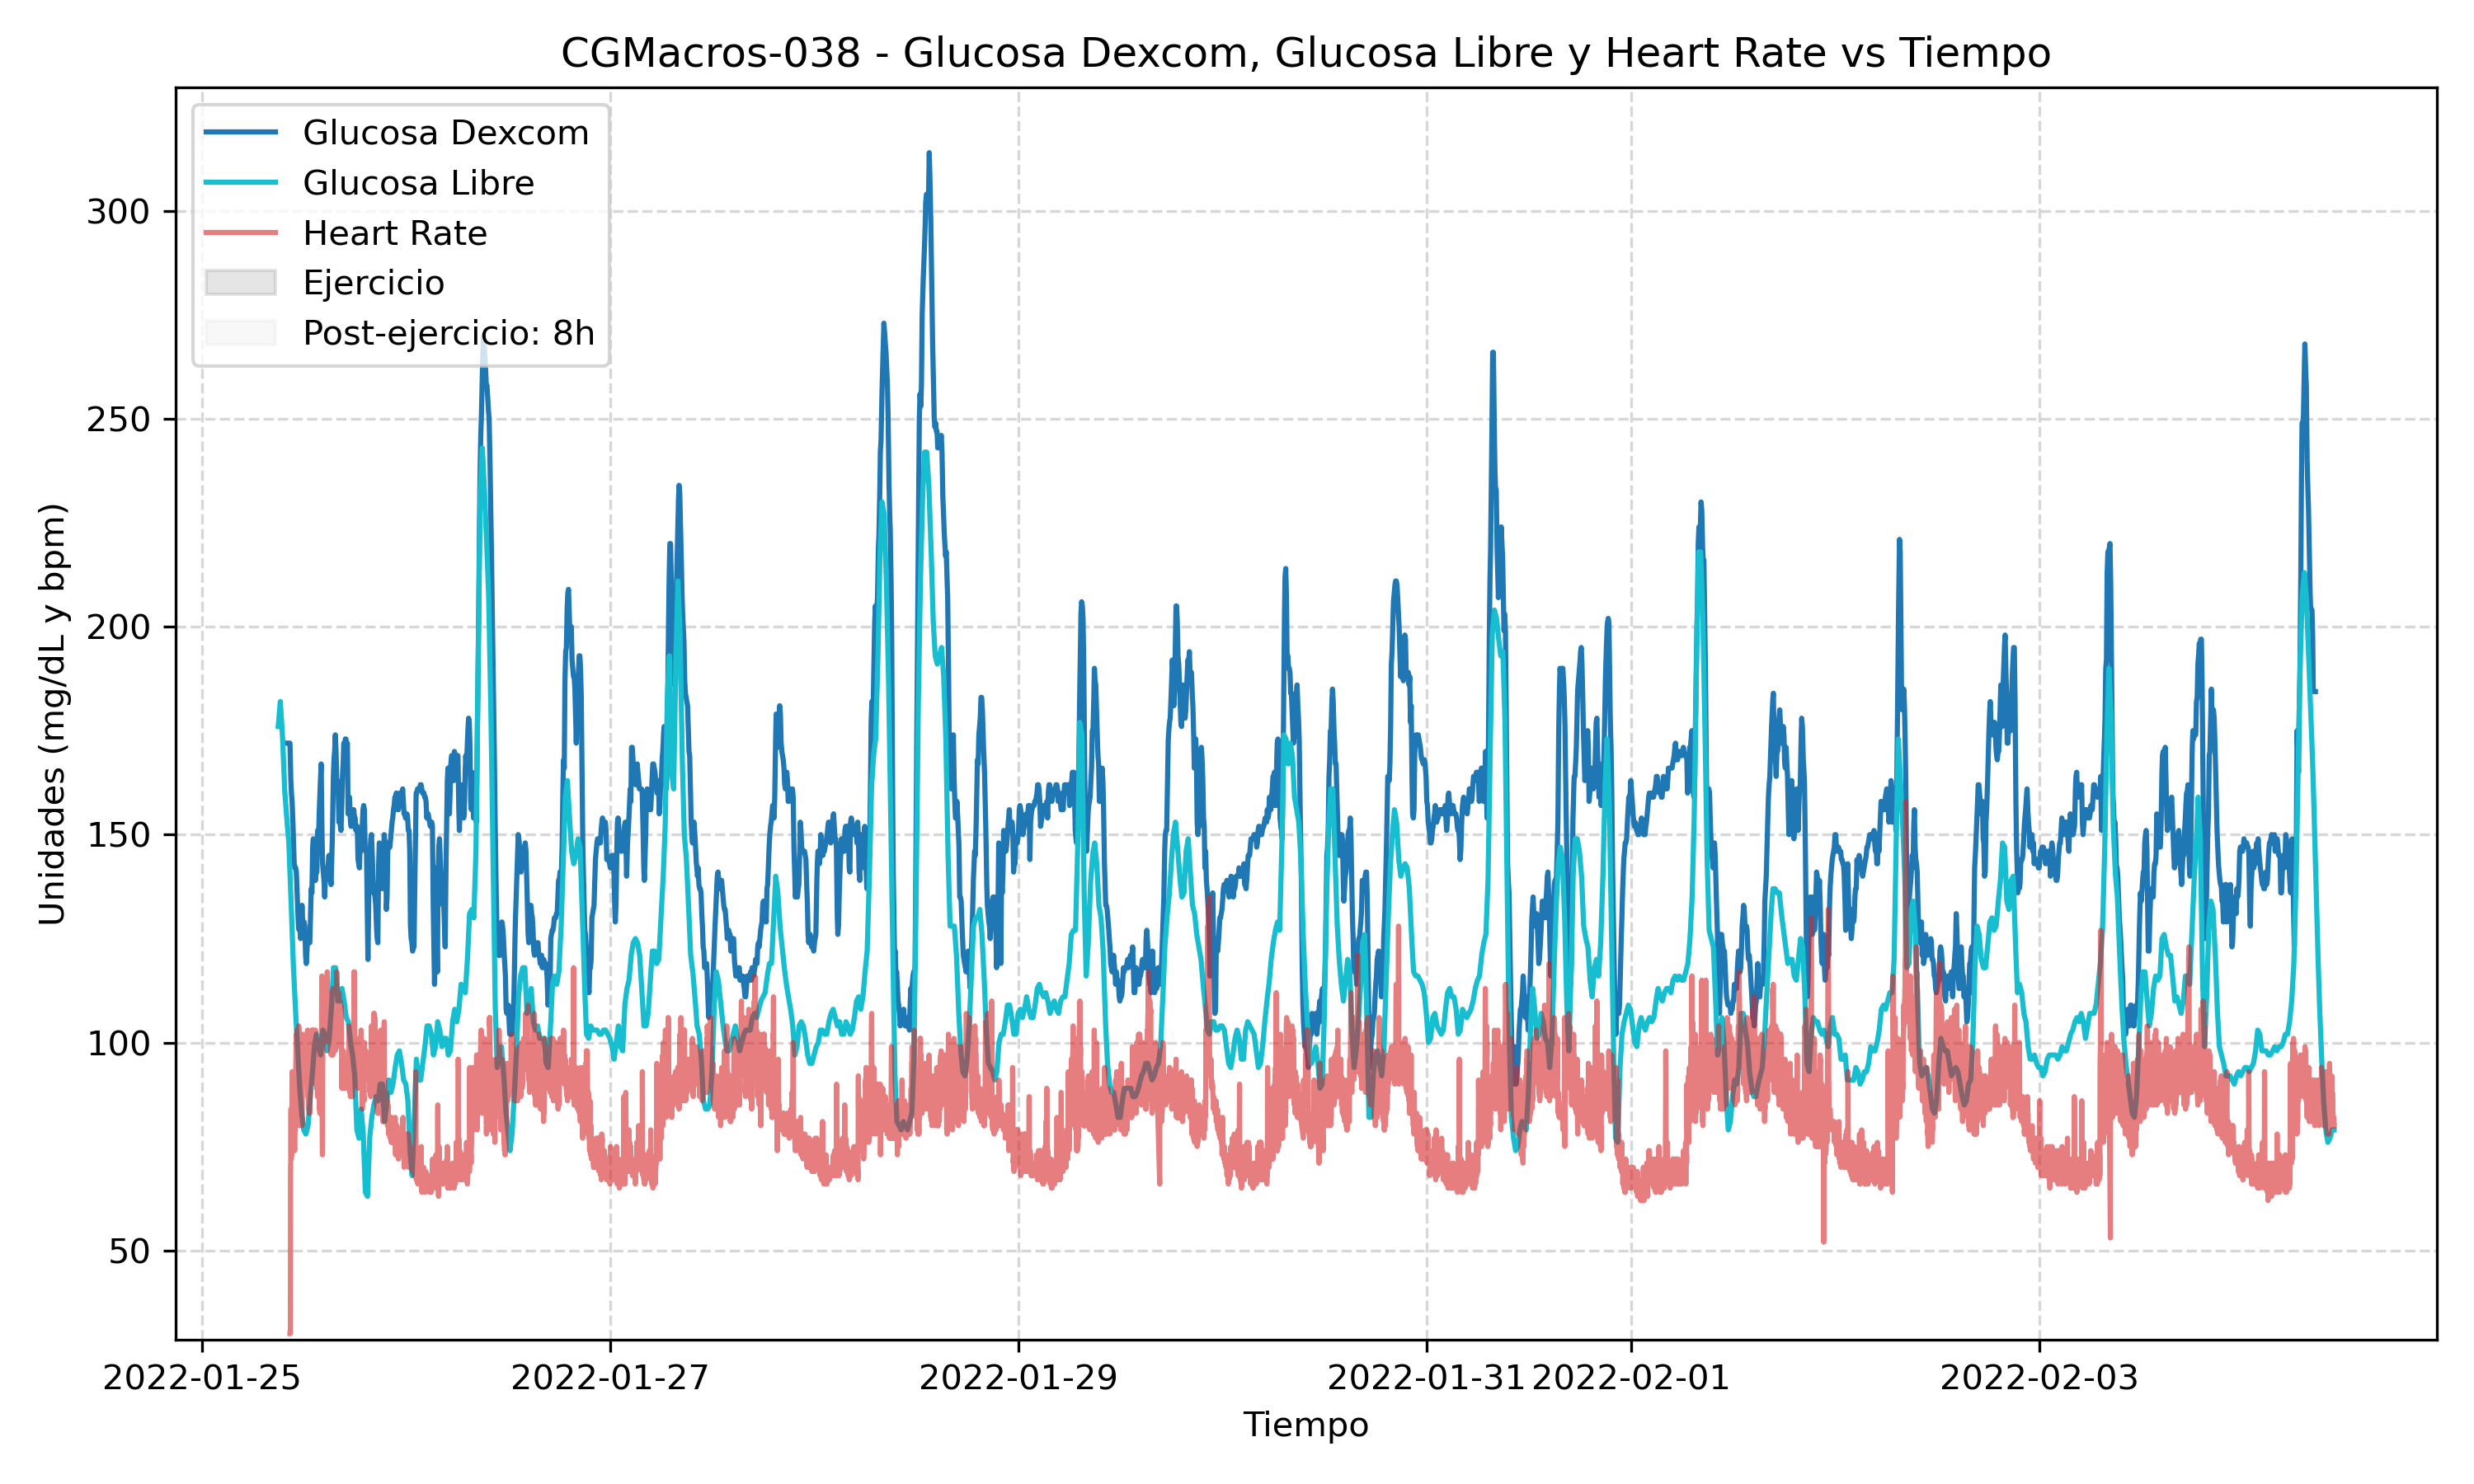 CGMacros-038 - Glucosa Dexcom, Glucosa Libre y Heart Rate vs Tiempo
Glucosa Dexcom
Glucosa Libre
Heart Rate
Ejercicio
Post-ejercicio: 8h
Unidades (mg/dL y bpm)
300
250
200
150
100
50
2022-01-25
2022-01-27
2022-01-29
2022-01-31
2022-02-01
2022-02-03
Tiempo